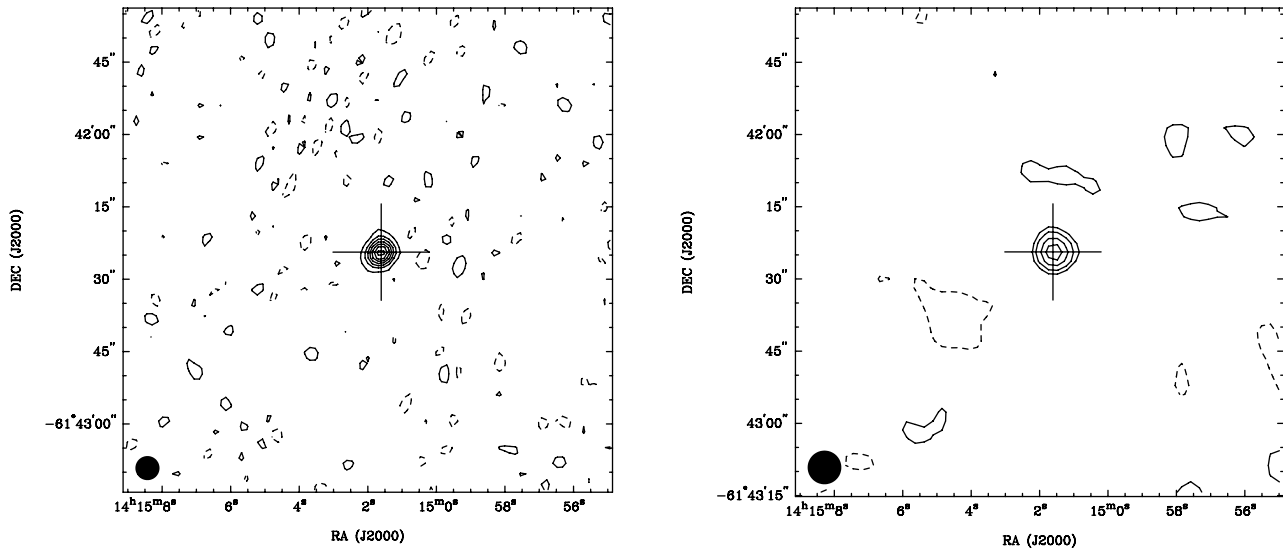 45"
42'00"
15"
30"
45"
-61°43'00"
DEC (J2000)
14ʰ15ᵐ8ˢ 6ˢ 4ˢ 2ˢ 15ᵐ0ˢ 58ˢ 56ˢ
RA (J2000)
45"
42'00"
15"
30"
45"
43'00"
-61°43'15"
DEC (J2000)
14ʰ15ᵐ8ˢ 6ˢ 4ˢ 2ˢ 15ᵐ0ˢ 58ˢ 56ˢ
RA (J2000)